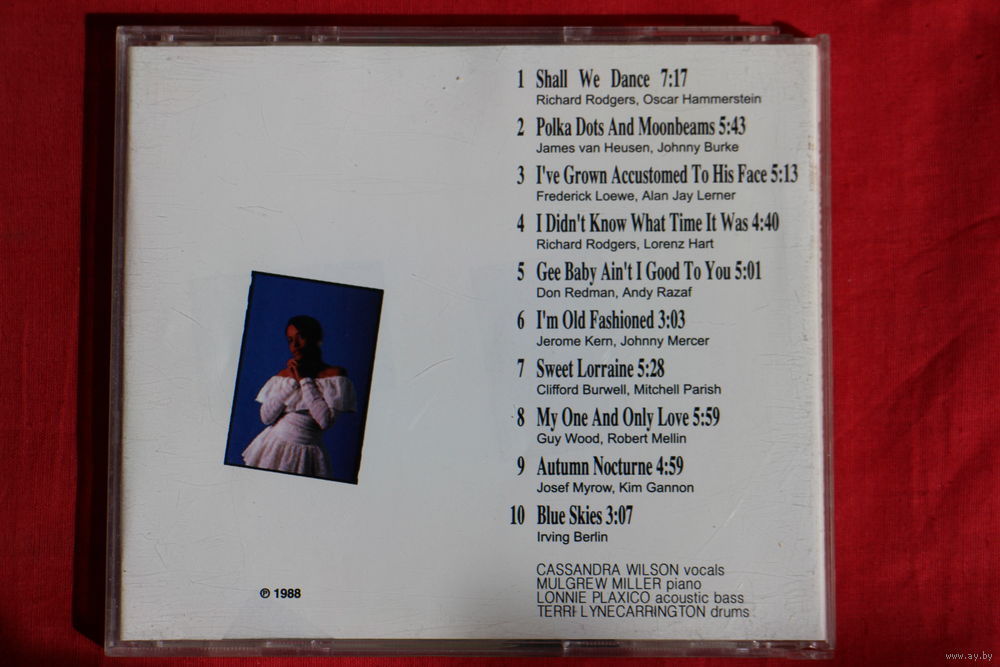 1 Shall We Dance 7:17
Richard Rodgers, Oscar Hammerstein
2 Polka Dots And Moonbeams 5:43
James van Heusen, Johnny Burke
3 I've Grown Accustomed To His Face 5:13
Frederick Loewe, Alan Jay Lerner
4 I Didn't Know What Time It Was 4:40
Richard Rodgers, Lorenz Hart
5 Gee Baby Ain't I Good To You 5:01
Don Redman, Andy Razaf
6 I'm Old Fashioned 3:03
Jerome Kern, Johnny Mercer
7 Sweet Lorraine 5:28
Clifford Burwell, Mitchell Parish
8 My One And Only Love 5:59
Guy Wood, Robert Mellin
9 Autumn Nocturne 4:59
Josef Myrow, Kim Gannon
10 Blue Skies 3:07
Irving Berlin
CASSANDRA WILSON vocals
MULGREW MILLER piano
LONNIE PLAXICO acoustic bass
TERRI LYNECARRINGTON drums
℗ 1988
www.ay.by